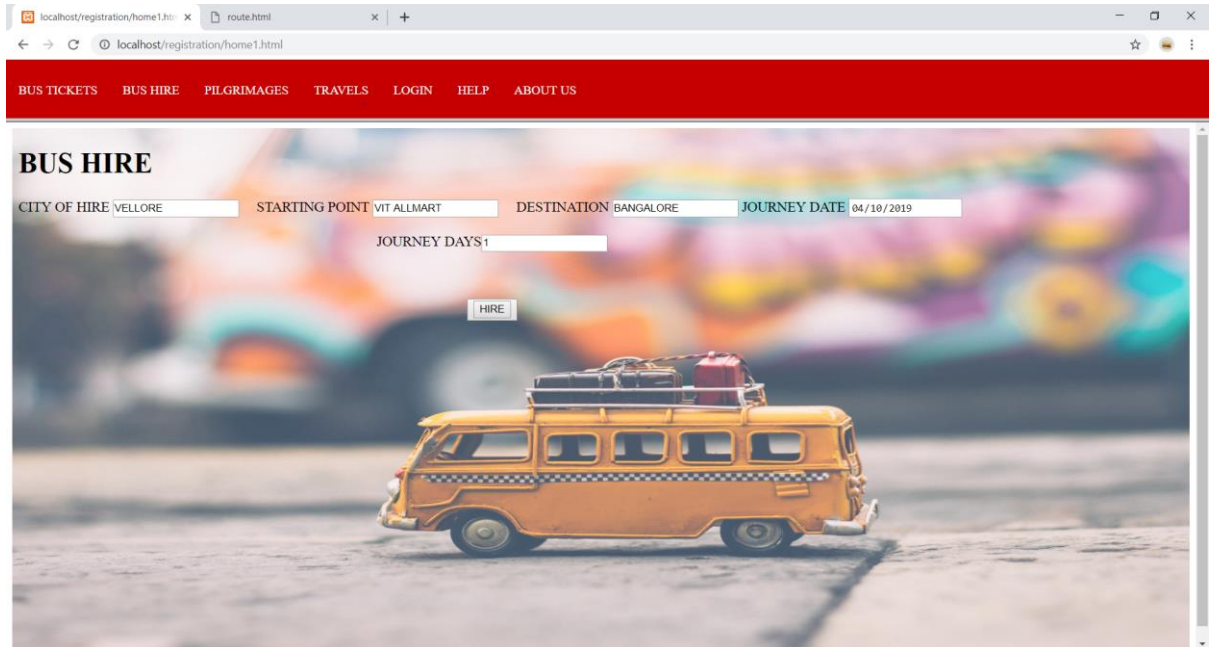 localhost/registration/home1.ht
route.html
localhost/registration/home1.html
BUS TICKETS BUS HIRE PILGRIMAGES TRAVELS LOGIN HELP ABOUT US
BUS HIRE
CITY OF HIRE VELLORE STARTING POINT VIT ALLMART DESTINATION BANGALORE JOURNEY DATE 04/10/2019
JOURNEY DAYS 1
HIRE